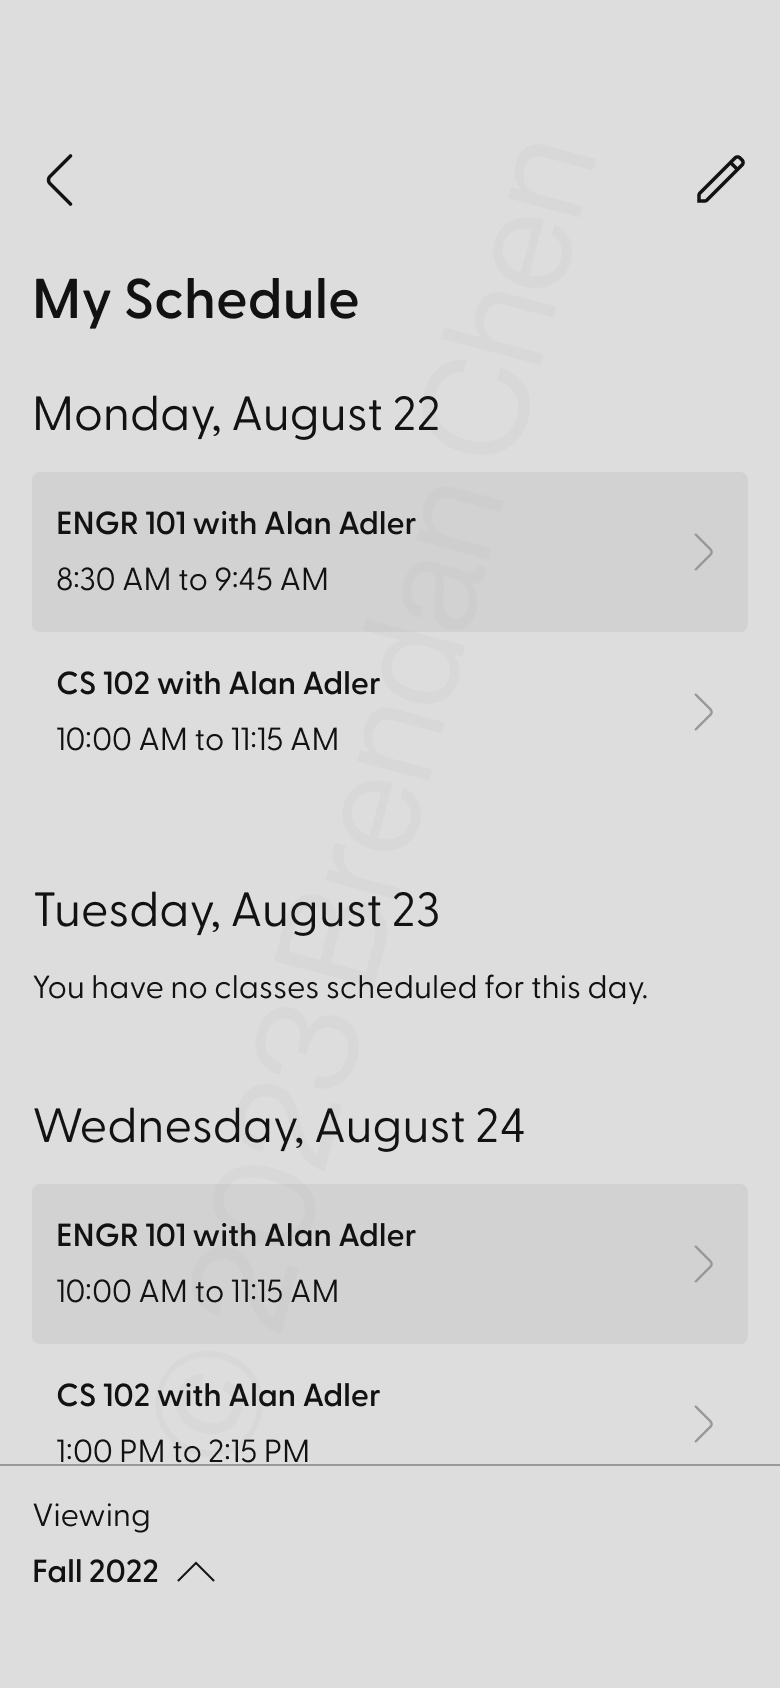 My Schedule
Monday, August 22
ENGR 101 with Alan Adler
8:30 AM to 9:45 AM
CS 102 with Alan Adler
10:00 AM to 11:15 AM
Tuesday, August 23
You have no classes scheduled for this day.
Wednesday, August 24
ENGR 101 with Alan Adler
10:00 AM to 11:15 AM
CS 102 with Alan Adler
1:00 PM to 2:15 PM
Viewing
Fall 2022
© 2023 Brendan Chen